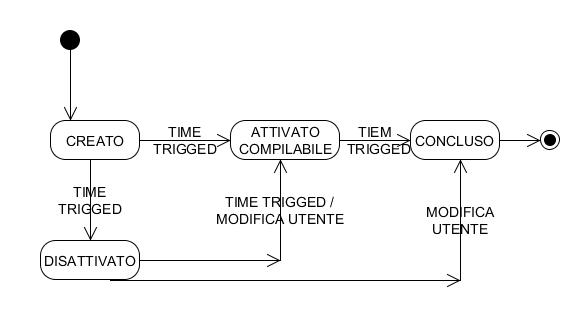 CREATO
TIME
TRIGGED
ATTIVATO
COMPILABILE
TIEM
TRIGGED
CONCLUSO
TIME
TRIGGED
TIME TRIGGED /
MODIFICA UTENTE
MODIFICA
UTENTE
DISATTIVATO